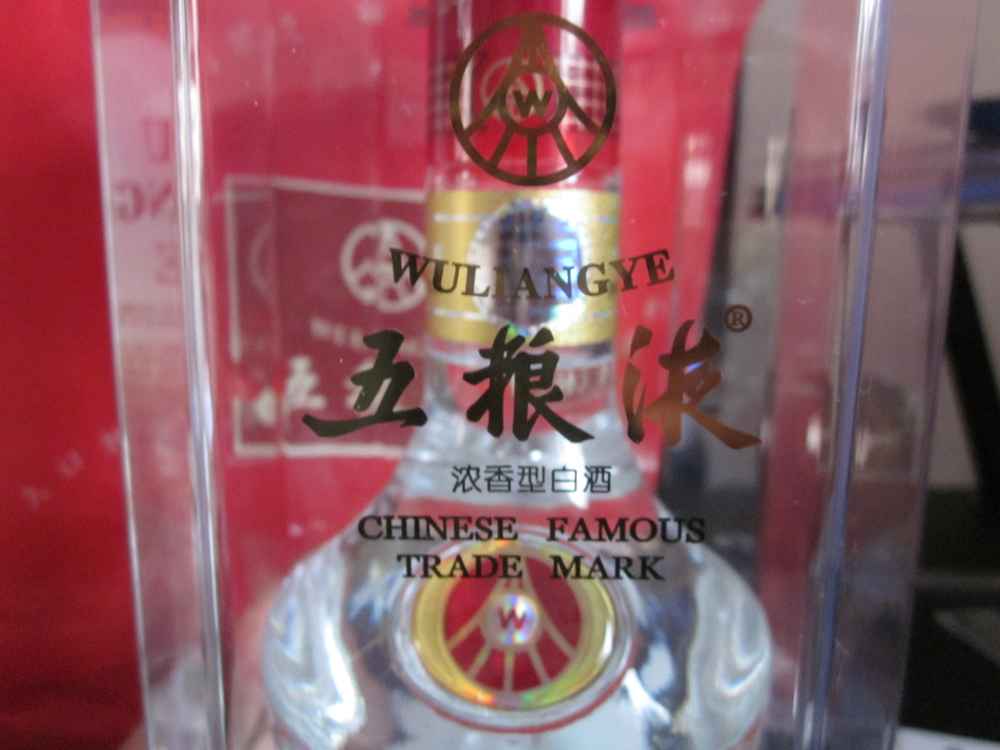 W
WULIANGYE
五粮液®
浓香型白酒
CHINESE FAMOUS
TRADE MARK
W